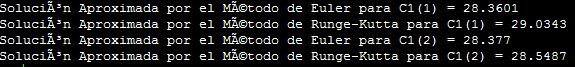 SoluciÃ³n Aproximada por el MÃ©todo de Euler para C1(1) = 28.3601
SoluciÃ³n Aproximada por el MÃ©todo de Runge-Kutta para C1(1) = 29.0343
SoluciÃ³n Aproximada por el MÃ©todo de Euler para C1(2) = 28.377
SoluciÃ³n Aproximada por el MÃ©todo de Runge-Kutta para C1(2) = 28.5487